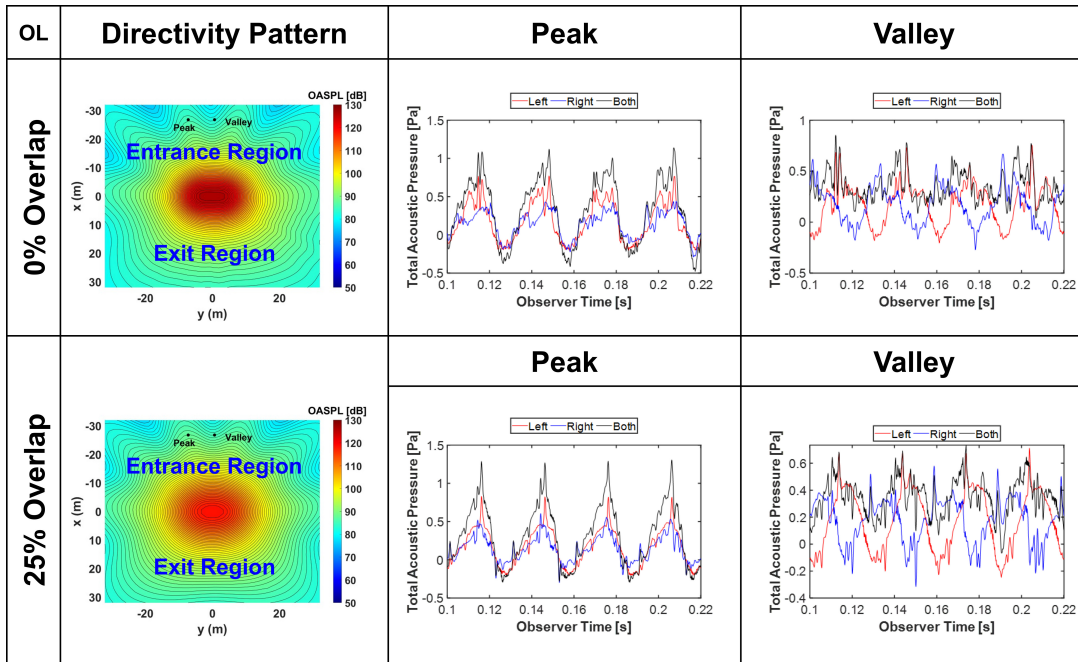 OL Directivity Pattern Peak Valley
0% Overlap
OASPL [dB]
130
120
110
100
90
80
70
60
50
-30
-20
-10
0
10
20
30
x (m)
Peak Valley
Entrance Region
Exit Region
-20 0 20
y (m)
Left Right Both
1.5
1
0.5
0
-0.5
Total Acoustic Pressure [Pa]
0.1 0.12 0.14 0.16 0.18 0.2 0.22
Observer Time [s]
Left Right Both
1
0.5
0
-0.5
Total Acoustic Pressure [Pa]
0.1 0.12 0.14 0.16 0.18 0.2 0.22
Observer Time [s]
25% Overlap
Peak Valley
OASPL [dB]
130
120
110
100
90
80
70
60
50
-30
-20
-10
0
10
20
30
x (m)
Peak Valley
Entrance Region
Exit Region
-20 0 20
y (m)
Left Right Both
1.5
1
0.5
0
-0.5
Total Acoustic Pressure [Pa]
0.1 0.12 0.14 0.16 0.18 0.2 0.22
Observer Time [s]
Left Right Both
0.6
0.4
0.2
0
-0.2
-0.4
Total Acoustic Pressure [Pa]
0.1 0.12 0.14 0.16 0.18 0.2 0.22
Observer Time [s]